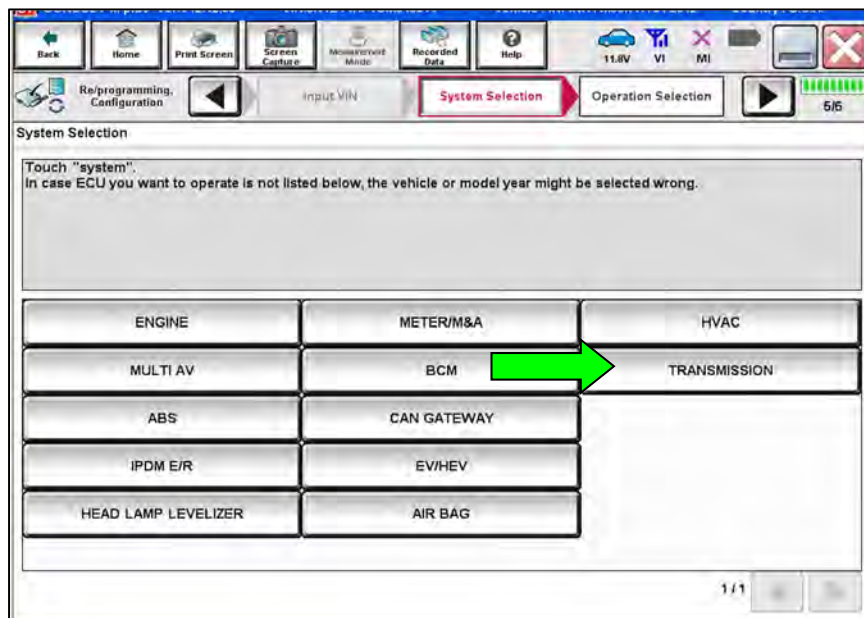 Back
Home
Print Screen
Screen Capture
Measurement Mode
Recorded Data
Help
11.8V
VI
MI
Re/programming, Configuration
Input VIN
System Selection
Operation Selection
5/5
System Selection
Touch "system".
In case ECU you want to operate is not listed below, the vehicle or model year might be selected wrong.
ENGINE
METER/M&A
HVAC
MULTI AV
BCM
TRANSMISSION
ABS
CAN GATEWAY
IPDM E/R
EV/HEV
HEAD LAMP LEVELIZER
AIR BAG
1/1